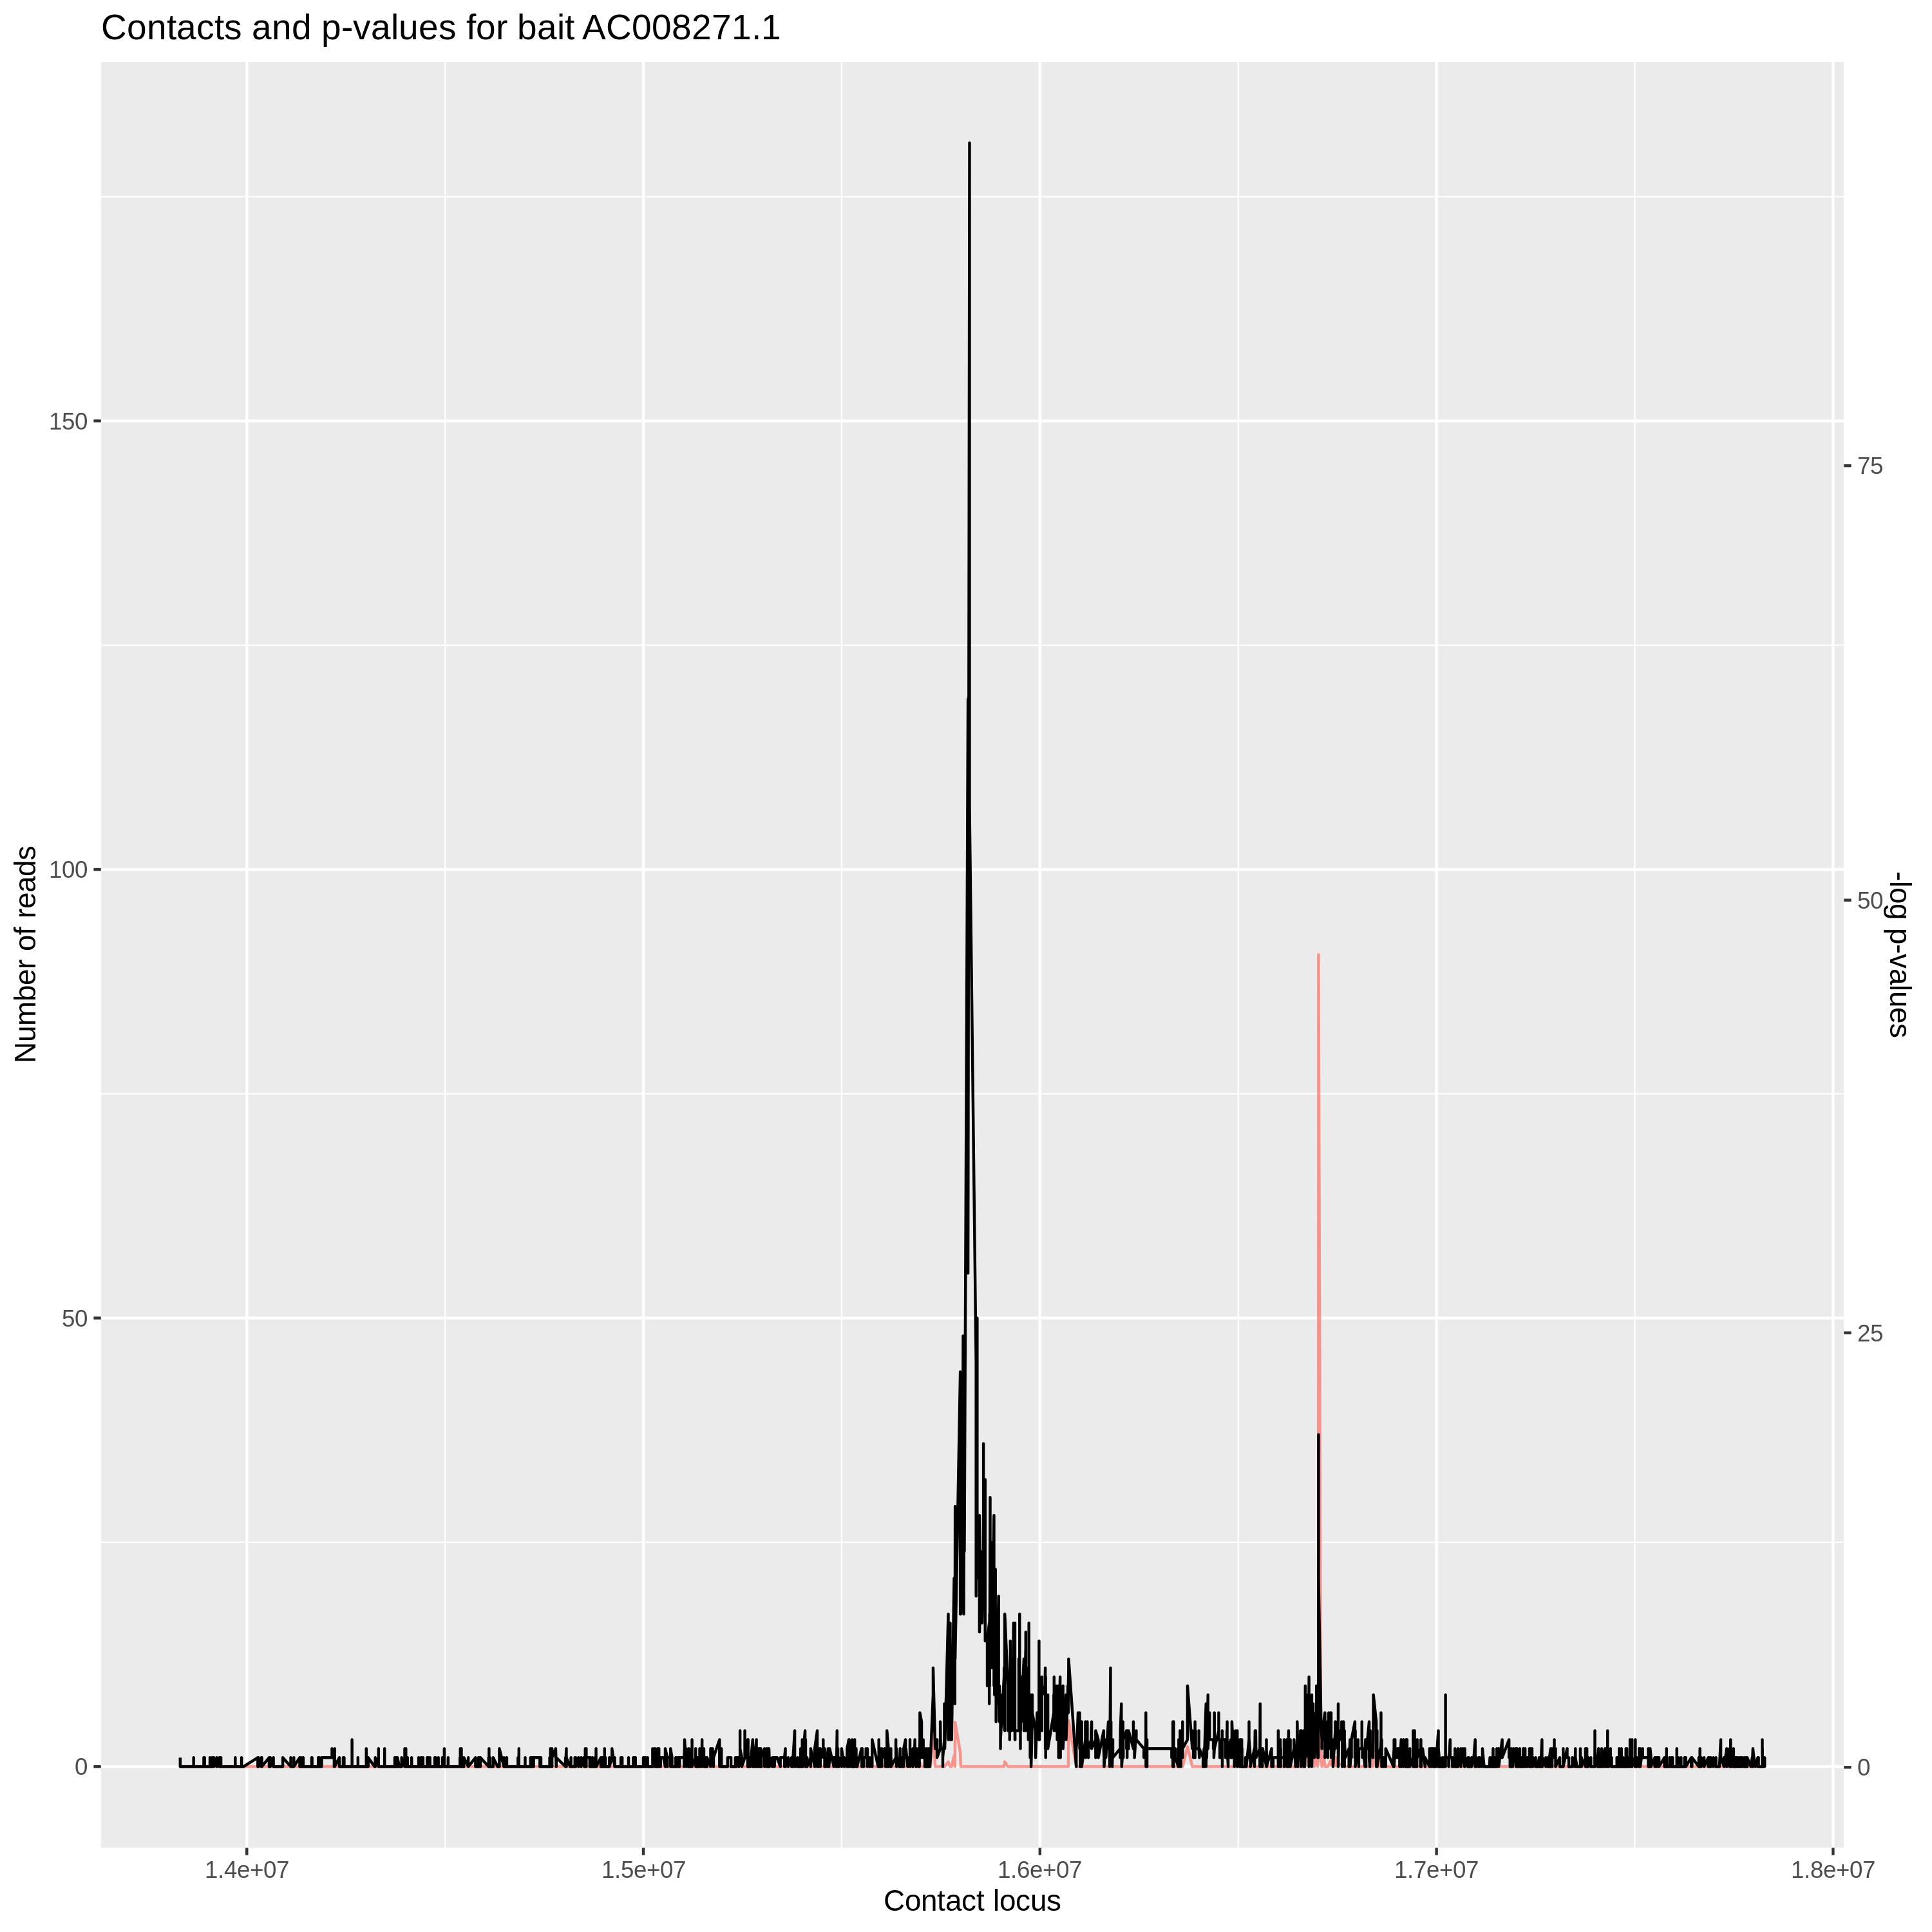 Contacts and p-values for bait AC008271.1
Number of reads
150
100
50
0
75
50
25
0
-log p-values
1.4e+07 1.5e+07 1.6e+07 1.7e+07 1.8e+07
Contact locus